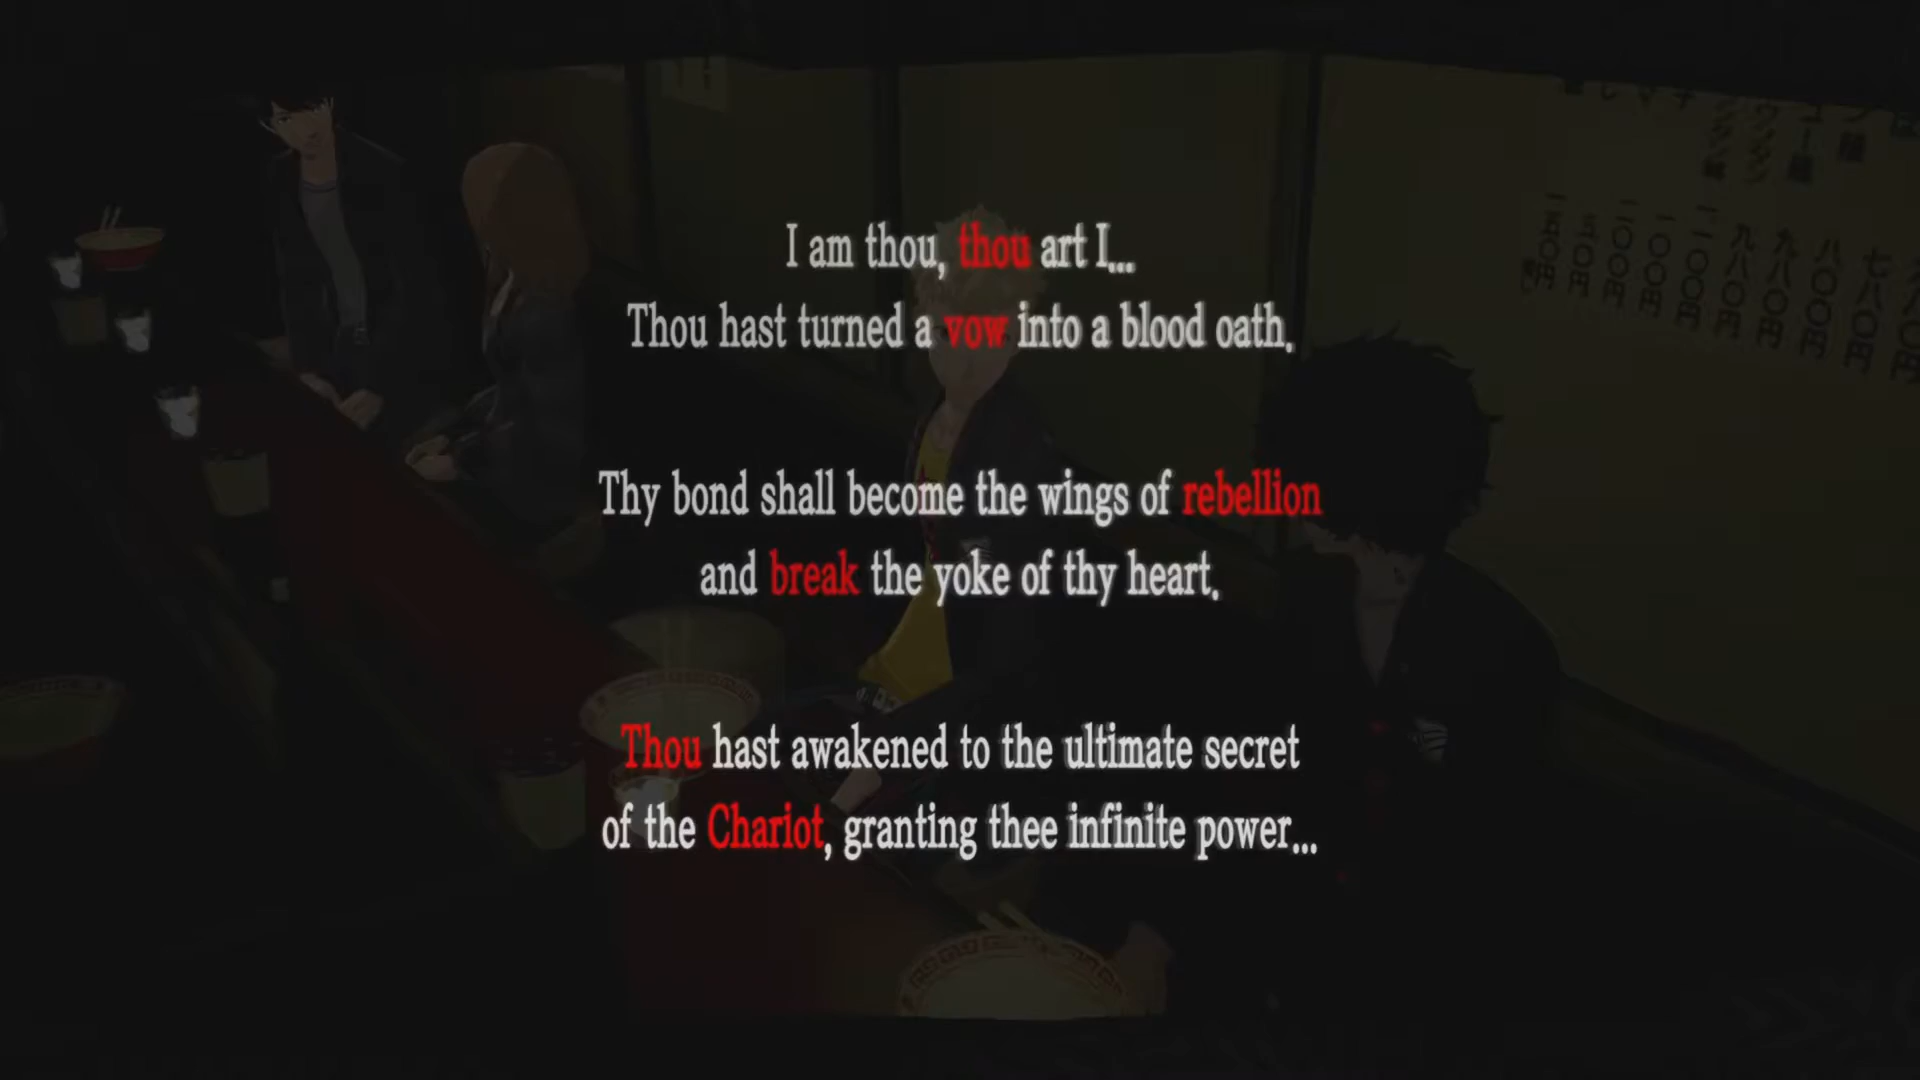 I am thou, thou art I...
Thou hast turned a vow into a blood oath.
Thy bond shall become the wings of rebellion
and break the yoke of thy heart.
Thou hast awakened to the ultimate secret
of the Chariot, granting thee infinite power...